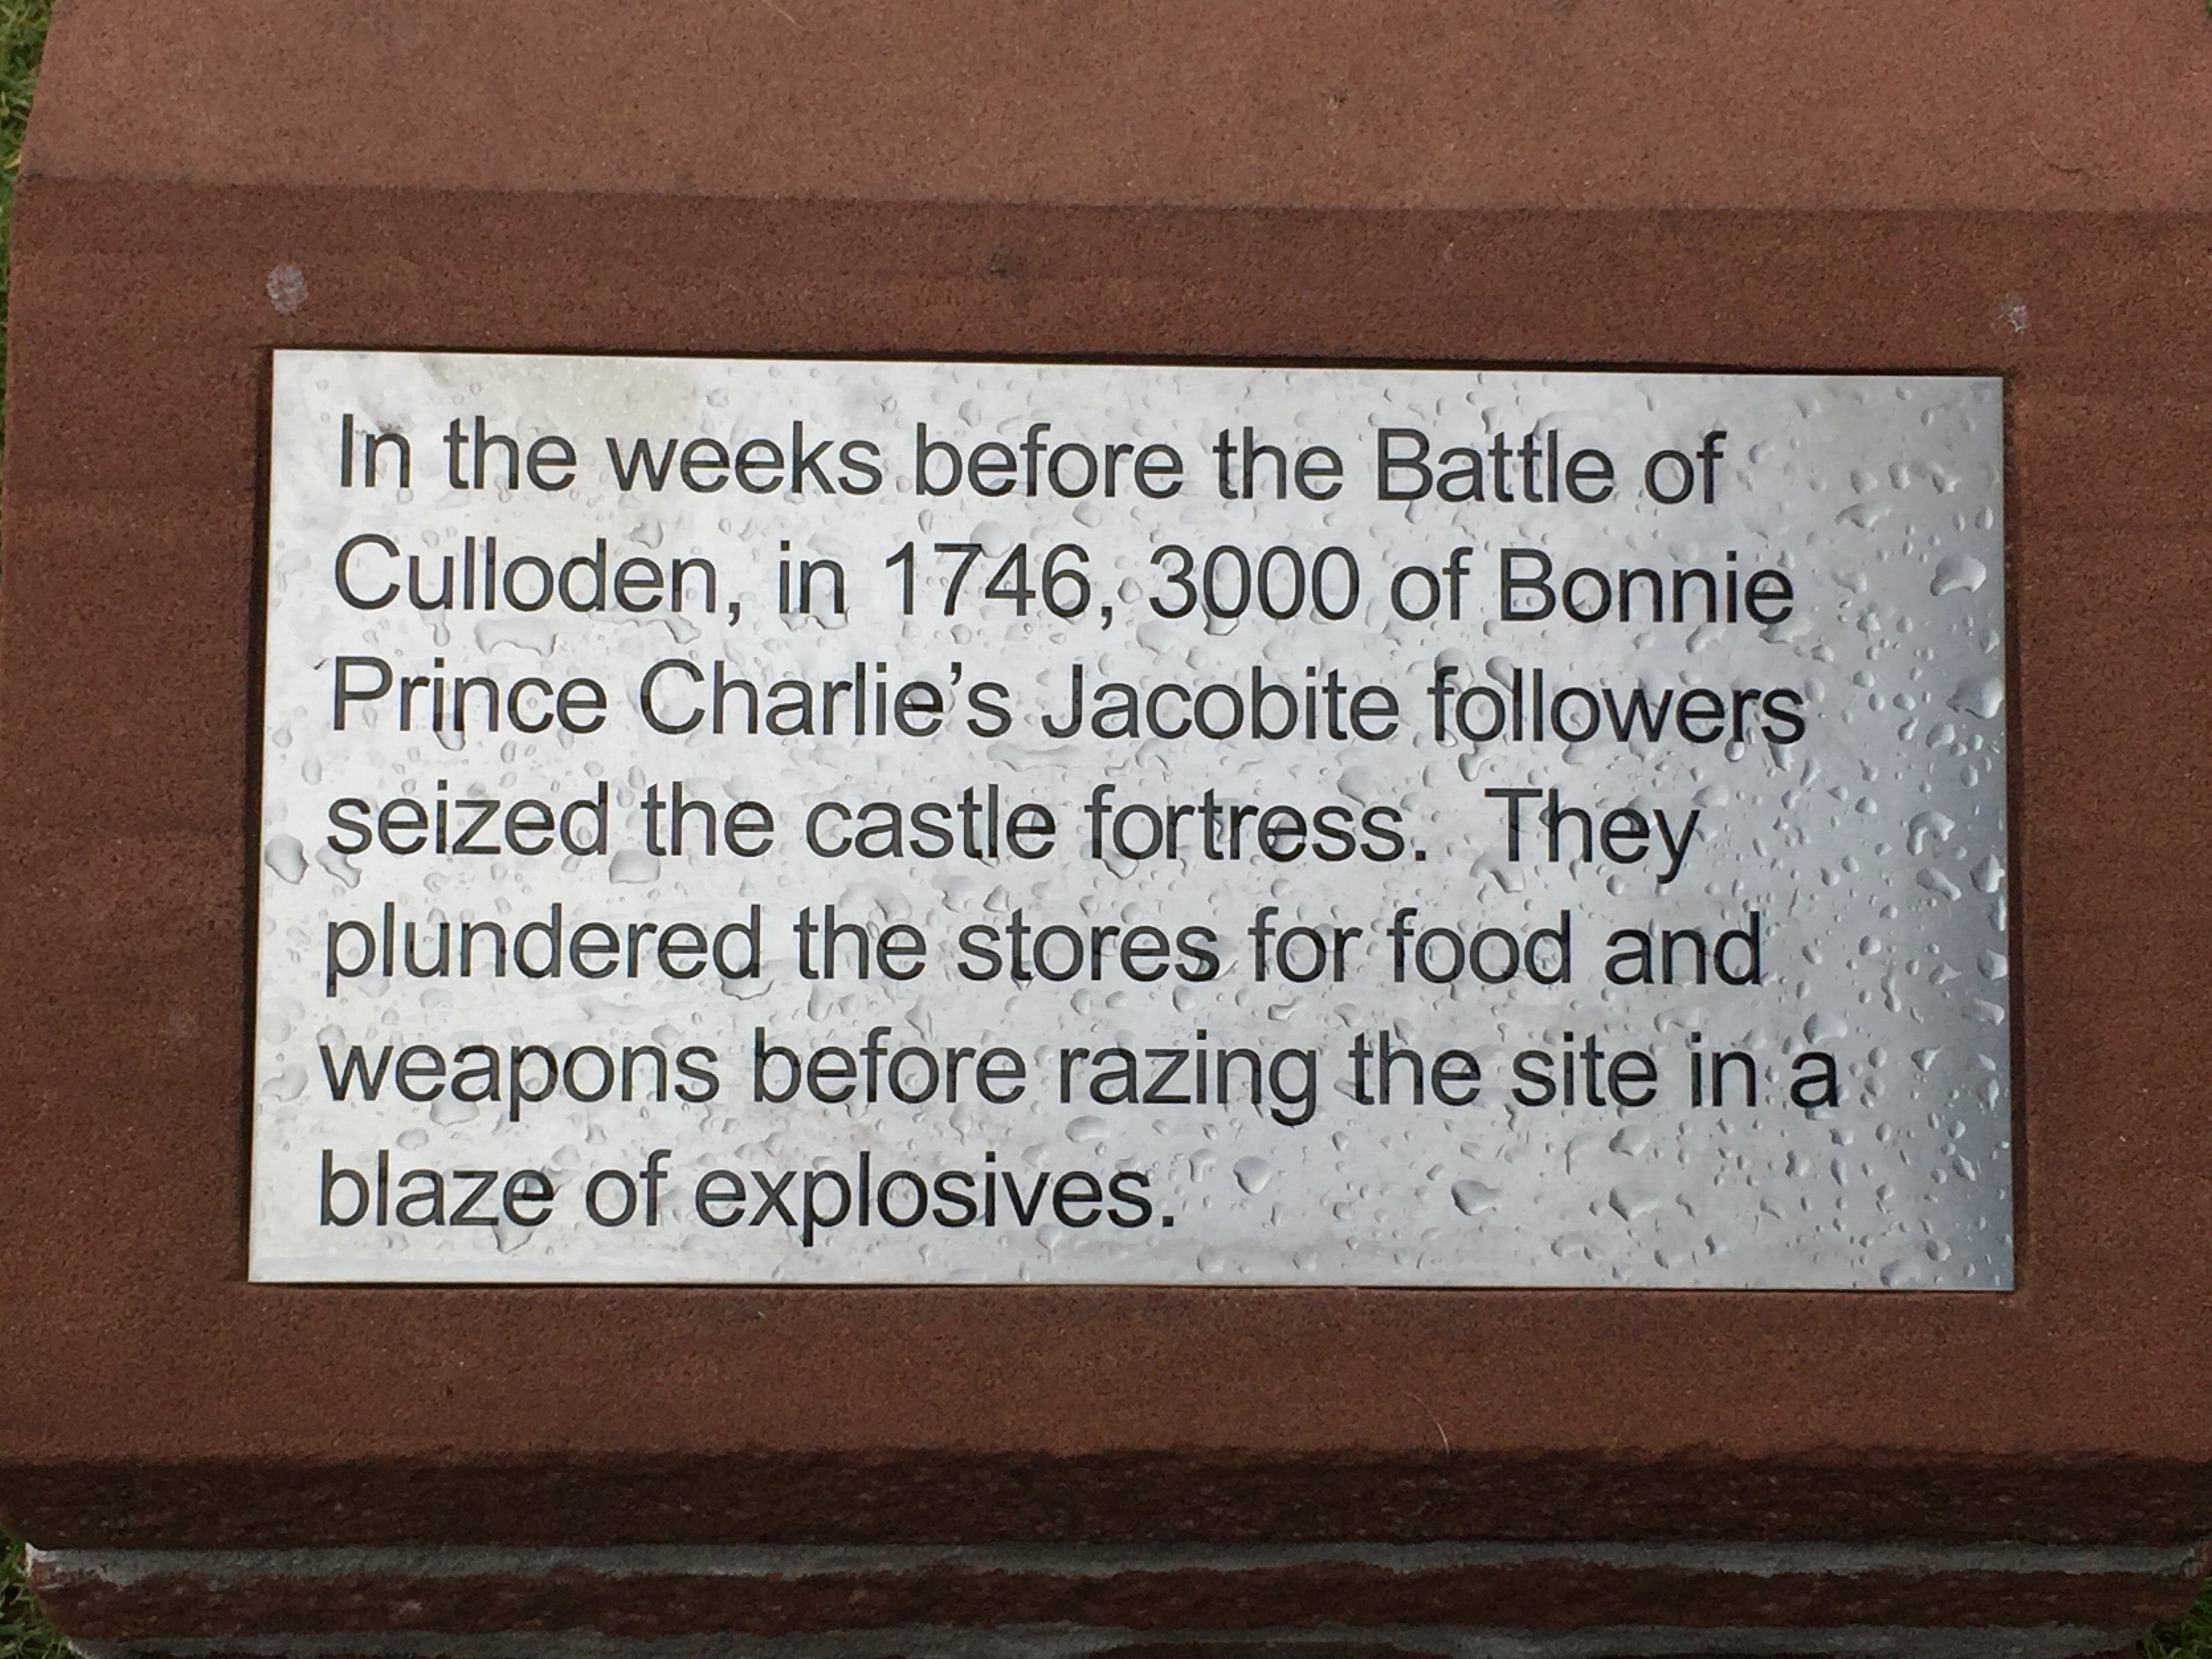 In the weeks before the Battle of
Culloden, in 1746, 3000 of Bonnie
Prince Charlie’s Jacobite followers
seized the castle fortress.  They
plundered the stores for food and
weapons before razing the site in a
blaze of explosives.